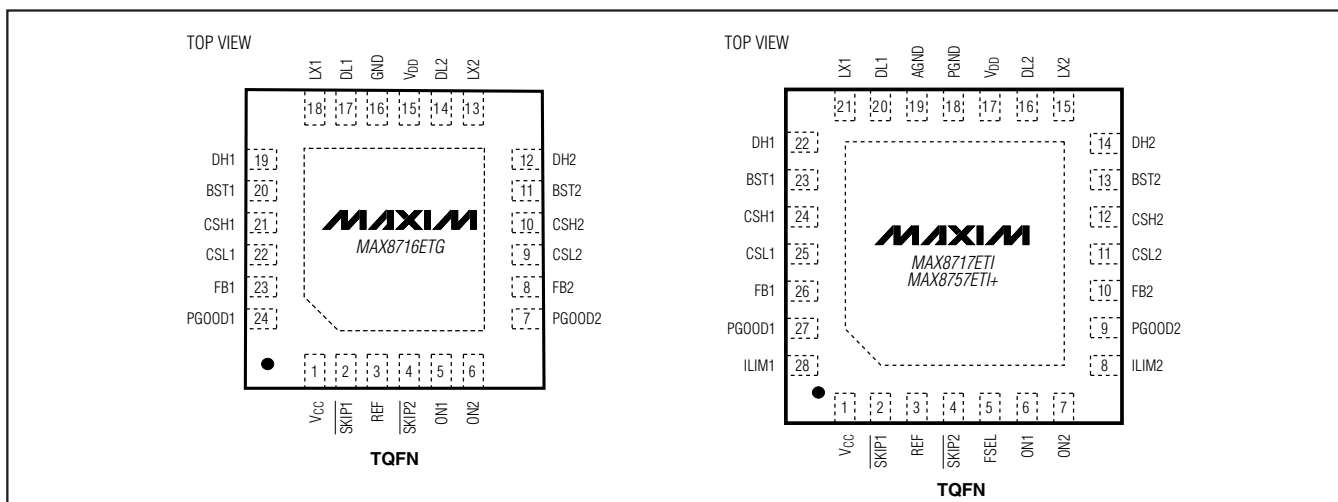 TOP VIEW
LX1
DL1
GND
VDD
DL2
LX2
18 17 16 15 14 13
DH1 19
BST1 20
CSH1 21
CSL1 22
FB1 23
PGOOD1 24
12 DH2
11 BST2
10 CSH2
9 CSL2
8 FB2
7 PGOOD2
MAXIM
MAX8716ETG
1 2 3 4 5 6
VCC
SKIP1
REF
SKIP2
ON1
ON2
TQFN
TOP VIEW
LX1
DL1
AGND
PGND
VDD
DL2
LX2
21 20 19 18 17 16 15
DH1 22
BST1 23
CSH1 24
CSL1 25
FB1 26
PGOOD1 27
ILIM1 28
14 DH2
13 BST2
12 CSH2
11 CSL2
10 FB2
9 PGOOD2
8 ILIM2
MAXIM
MAX8717ETI
MAX8757ETI+
1 2 3 4 5 6 7
VCC
SKIP1
REF
SKIP2
FSEL
ON1
ON2
TQFN